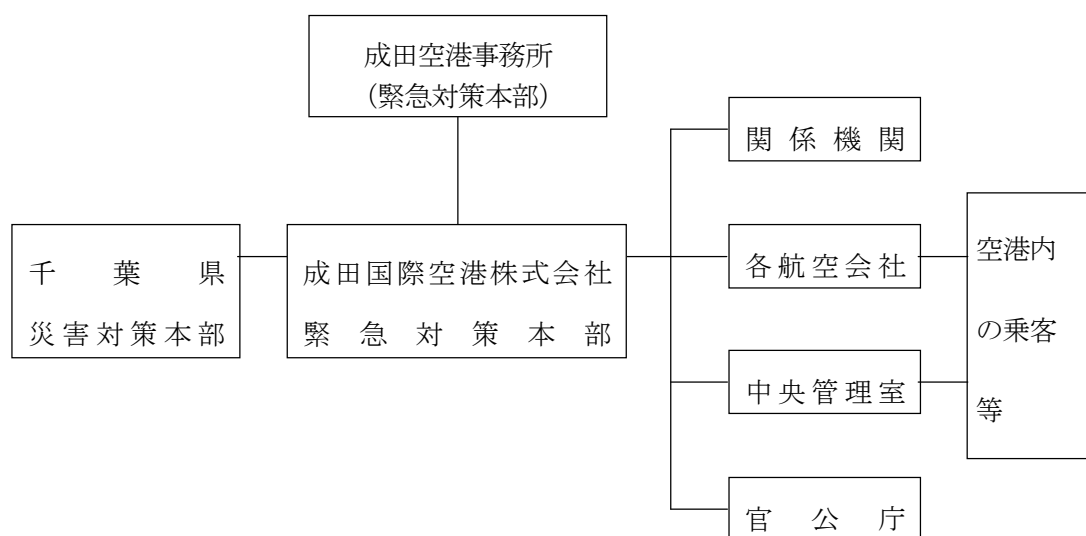 成田空港事務所
（緊急対策本部）
関係機関
千葉県
災害対策本部
成田国際空港株式会社
緊急対策本部
各航空会社
中央管理室
官公庁
空港内
の乗客
等